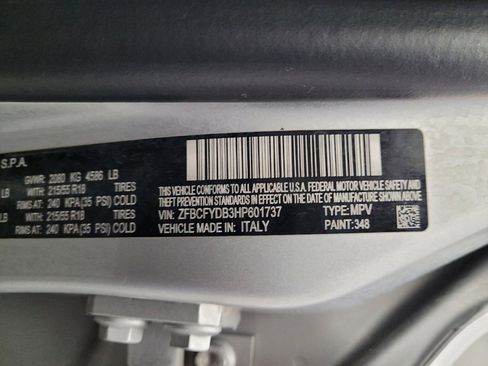 S.P.A.
GVWR: 2080 KG 4586 LB
LB WITH: 215/55 R18 TIRES
RIMS AT: 240 KPA (35 PSI) COLD
LB WITH: 215/55 R18 TIRES
RIMS AT: 240 KPA (35 PSI) COLD
THIS VEHICLE CONFORMS TO ALL APPLICABLE U.S.A. FEDERAL MOTOR VEHICLE SAFETY
THEFT PREVENTION STANDARDS IN EFFECT ON THE DATE OF MANUFACTURE SHOWN ABOVE.
VIN: ZFBCFYDB3HP601737 TYPE: MPV
VEHICLE MADE IN: ITALY PAINT: 348